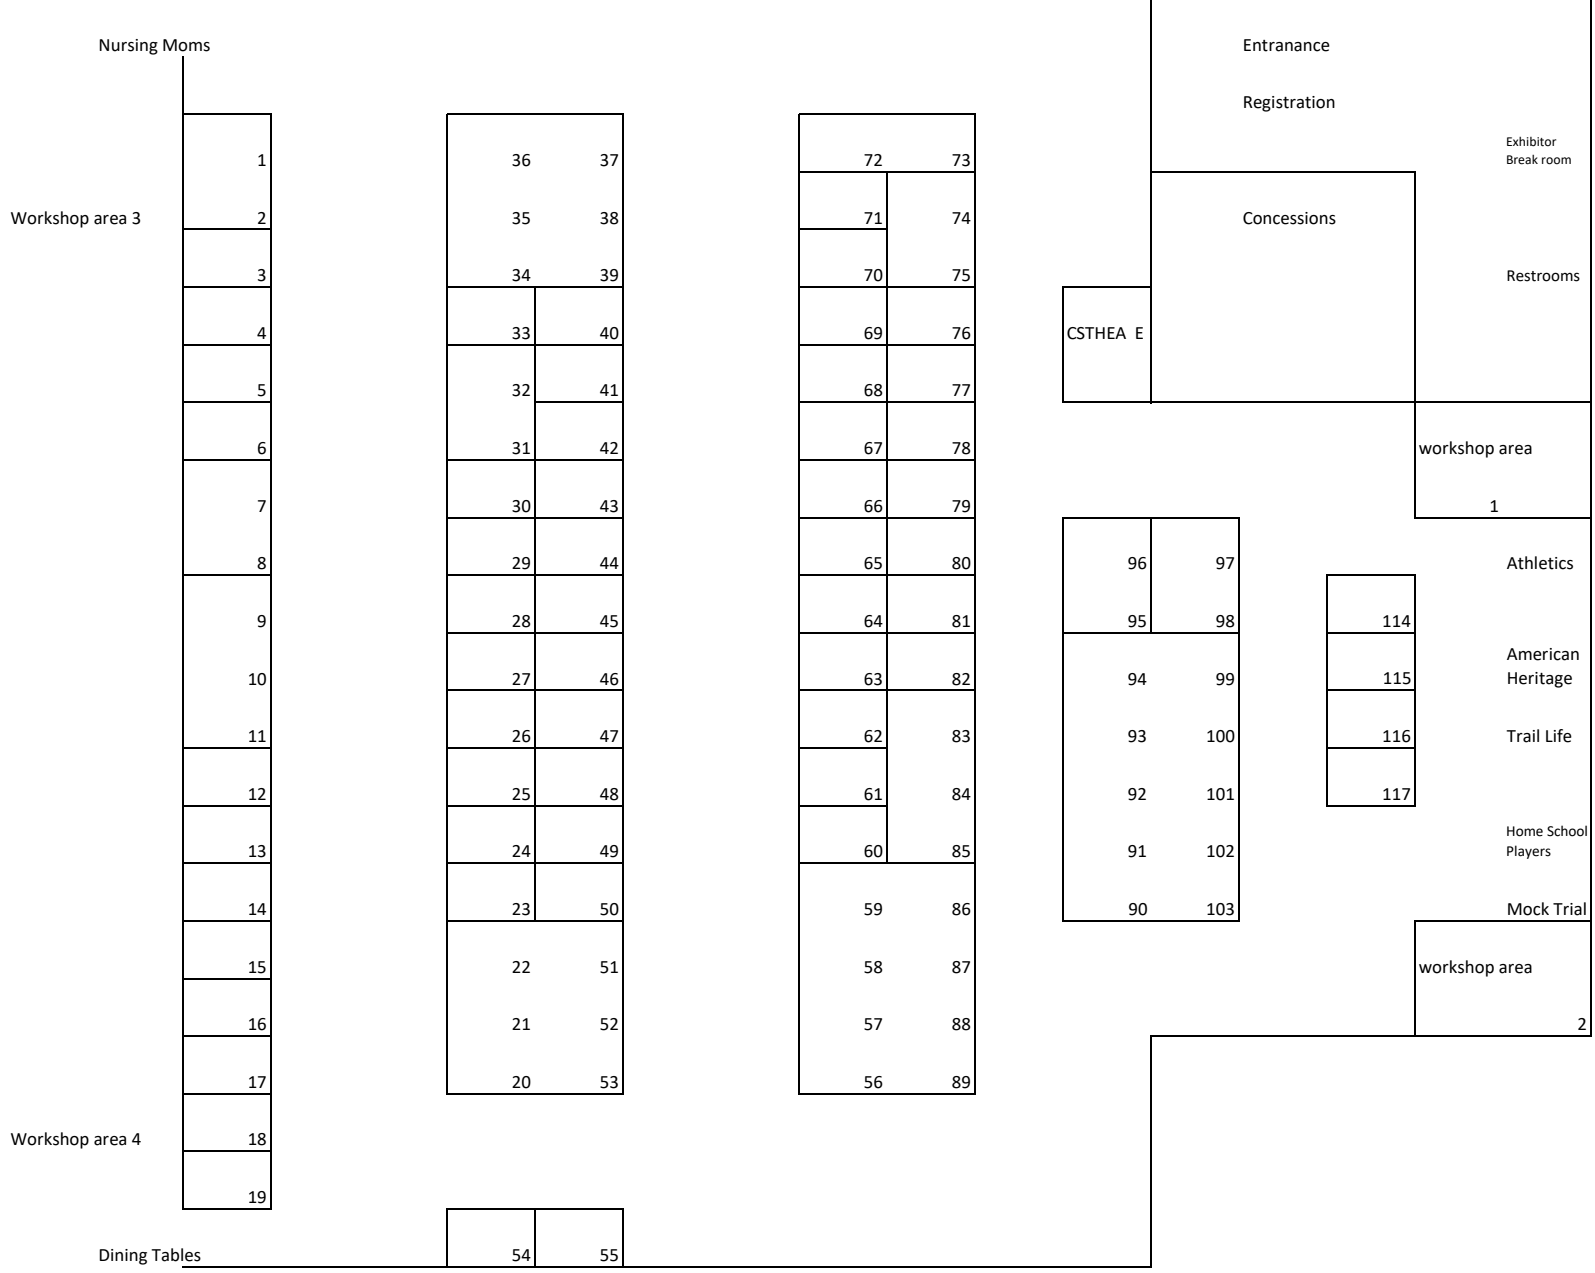 Nursing Moms Entranance
Registration
Exhibitor
1 36 37 72 73 Break room
Workshop area 3 2 35 38 71 74 Concessions
3 34 39 70 75 Restrooms
4 33 40 69 76 CSTHEA E
5 32 41 68 77
6 31 42 67 78 workshop area
7 30 43 66 79 1
8 29 44 65 80 96 97 Athletics
9 28 45 64 81 95 98 114
American
10 27 46 63 82 94 99 115 Heritage
11 26 47 62 83 93 100 116 Trail Life
12 25 48 61 84 92 101 117
Home School
13 24 49 60 85 91 102 Players
14 23 50 59 86 90 103 Mock Trial
15 22 51 58 87 workshop area
16 21 52 57 88 2
17 20 53 56 89
Workshop area 4 18
19
Dining Tables 54 55